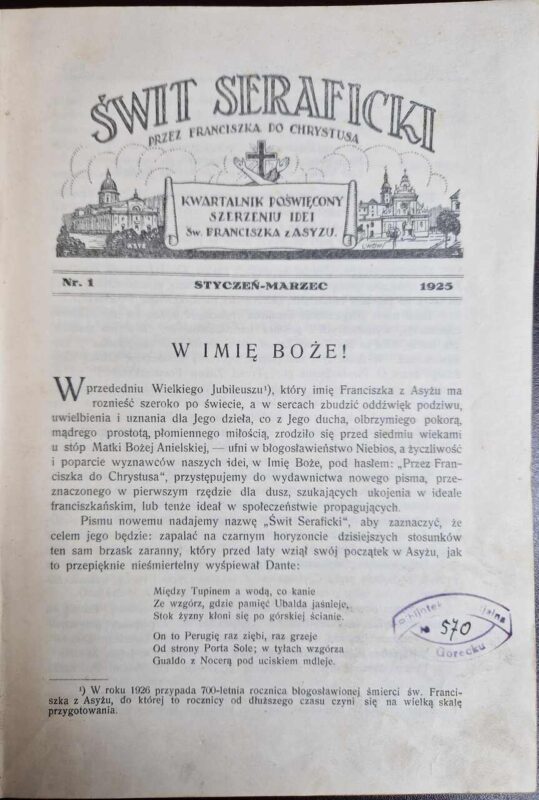 ŚWIT SERAFICKI
PRZEZ FRANCISZKA DO CHRYSTUSA
KWARTALNIK POŚWIĘCONY
SZERZENIU IDEI
Św. FRANCISZKA z ASYŻU.
LWÓW
Nr. 1 STYCZEŃ-MARZEC 1925
W IMIĘ BOŻE!
W przededniu Wielkiego Jubileuszu¹), który imię Franciszka z Asyżu ma
roznieść szeroko po świecie, a w sercach zbudzić oddźwięk podziwu,
uwielbienia i uznania dla Jego dzieła, co z Jego ducha, olbrzymiego pokorą,
mądrego prostotą, płomiennego miłością, zrodziło się przed siedmiu wiekami
u stóp Matki Bożej Anielskiej, — ufni w błogosławieństwo Niebios, a życzliwość
i poparcie wyznawców naszych idei, w Imię Boże, pod hasłem: „Przez Fran-
ciszka do Chrystusa", przystępujemy do wydawnictwa nowego pisma, prze-
znaczonego w pierwszym rzędzie dla dusz, szukających ukojenia w ideale
franciszkańskim, lub tenże ideał w społeczeństwie propagujących.
Pismu nowemu nadajemy nazwę „Świt Seraficki", aby zaznaczyć, że
celem jego będzie: zapalać na czarnym horyzoncie dzisiejszych stosunków
ten sam brzask zaranny, który przed laty wziął swój początek w Asyżu, jak
to przepięknie nieśmiertelny wyśpiewał Dante:
Między Tupinem a wodą, co kanie
Ze wzgórz, gdzie pamięć Ubalda jaśnieje,
Stok żyzny kłoni się po górskiej ścianie.
On to Perugię raz ziębi, raz grzeje
Od strony Porta Sole; w tyłach wzgórza
Gualdo z Nocerą pod uciskiem mdleje.
№ 570
Górecku
¹) W roku 1926 przypada 700-letnia rocznica błogosławionej śmierci św. Franci-
szka z Asyżu, do której to rocznicy od dłuższego czasu czyni się na wielką skalę
przygotowania.